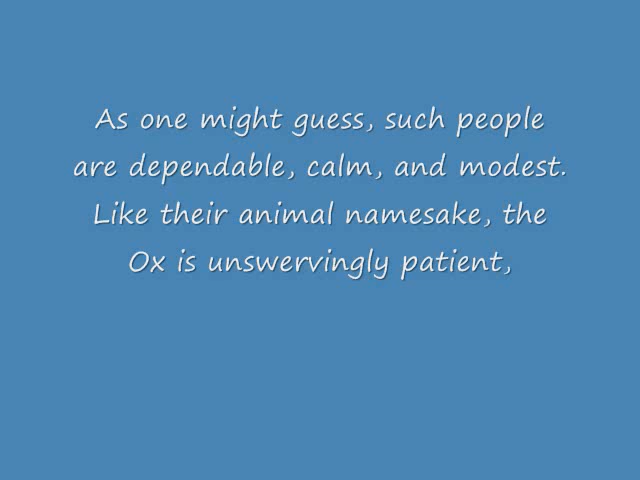 As one might guess, such people
are dependable, calm, and modest.
Like their animal namesake, the
Ox is unswervingly patient,